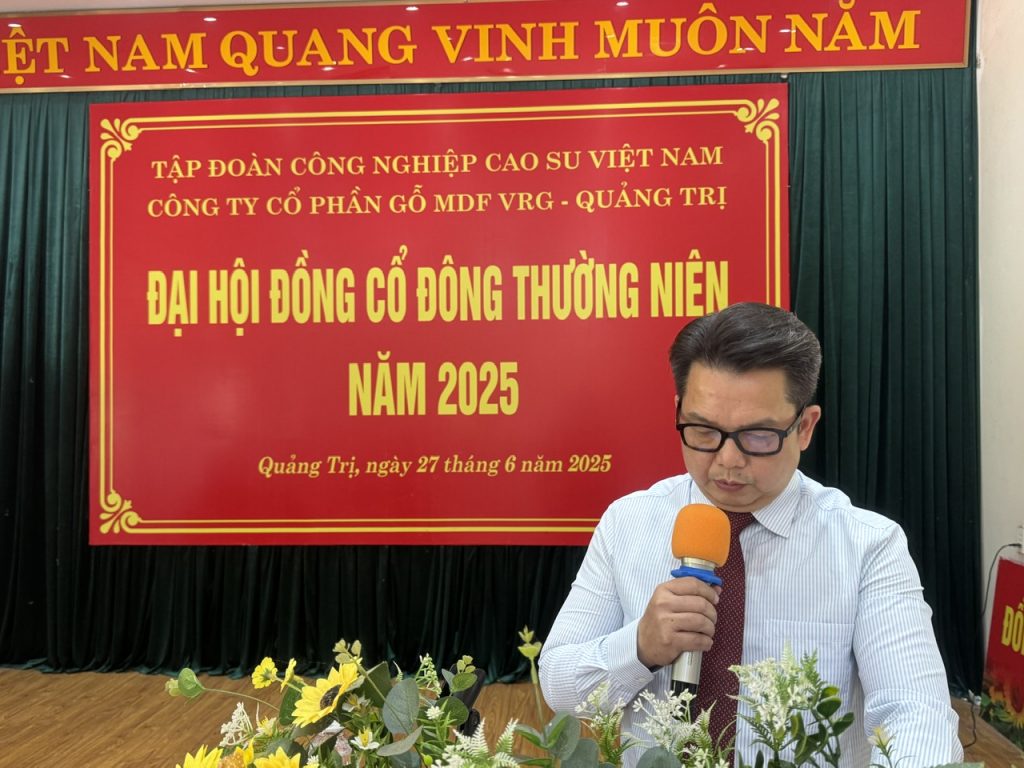 ỆT NAM QUANG VINH MUÔN NĂM
TẬP ĐOÀN CÔNG NGHIỆP CAO SU VIỆT NAM
CÔNG TY CỔ PHẦN GỖ MDF VRG - QUẢNG TRỊ
ĐẠI HỘI ĐỒNG CỔ ĐÔNG THƯỜNG NIÊN
NĂM 2025
Quảng Trị, ngày 27 tháng 6 năm 2025